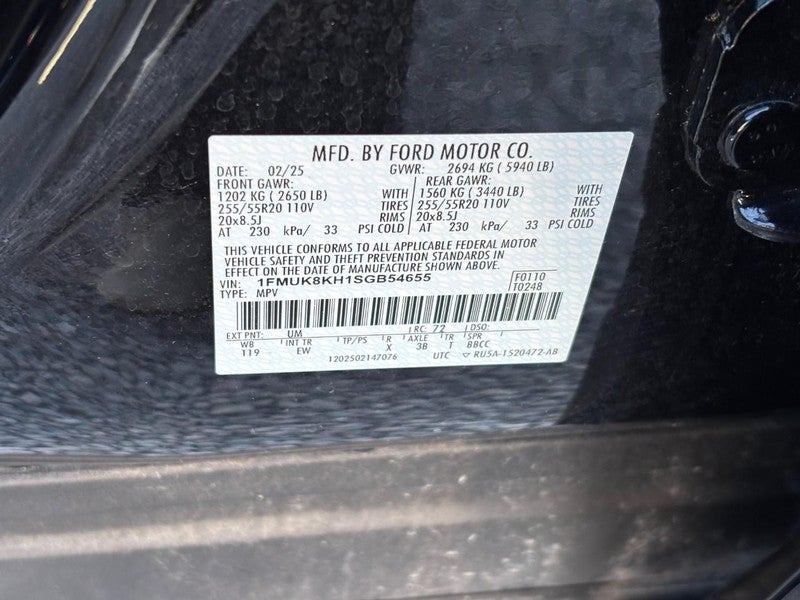 MFD. BY FORD MOTOR CO.
DATE: 02/25 GVWR: 2694 KG ( 5940 LB)
FRONT GAWR: REAR GAWR:
1202 KG ( 2650 LB) WITH 1560 KG ( 3440 LB) WITH
255/55R20 110V TIRES 255/55R20 110V TIRES
20x8.5J RIMS 20x8.5J RIMS
AT 230 kPa/ 33 PSI COLD AT 230 kPa/ 33 PSI COLD
THIS VEHICLE CONFORMS TO ALL APPLICABLE FEDERAL MOTOR
VEHICLE SAFETY AND THEFT PREVENTION STANDARDS IN
EFFECT ON THE DATE OF MANUFACTURE SHOWN ABOVE.
VIN: 1FMUK8KH1SGB54655 F0110
TYPE: MPV T0248
EXT PNT: UM RC: 72 DSO:
WB INT TR TP/PS R AXLE TR SPR
119 EW X 3B T BBCC
1202502147076 UTC ▽ RU5A-1520472-AB